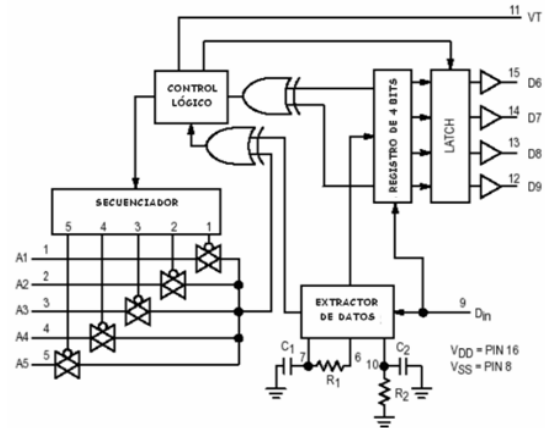 11 VT
CONTROL
LÓGICO
REGISTRO DE 4 BITS
LATCH
15 D6
14 D7
13 D8
12 D9
SECUENCIADOR
5 4 3 2 1
A1 1
A2 2
A3 3
A4 4
A5 5
EXTRACTOR
DE DATOS
9 Din
C1 7 R1 6 10 C2
R2
VDD = PIN 16
VSS = PIN 8